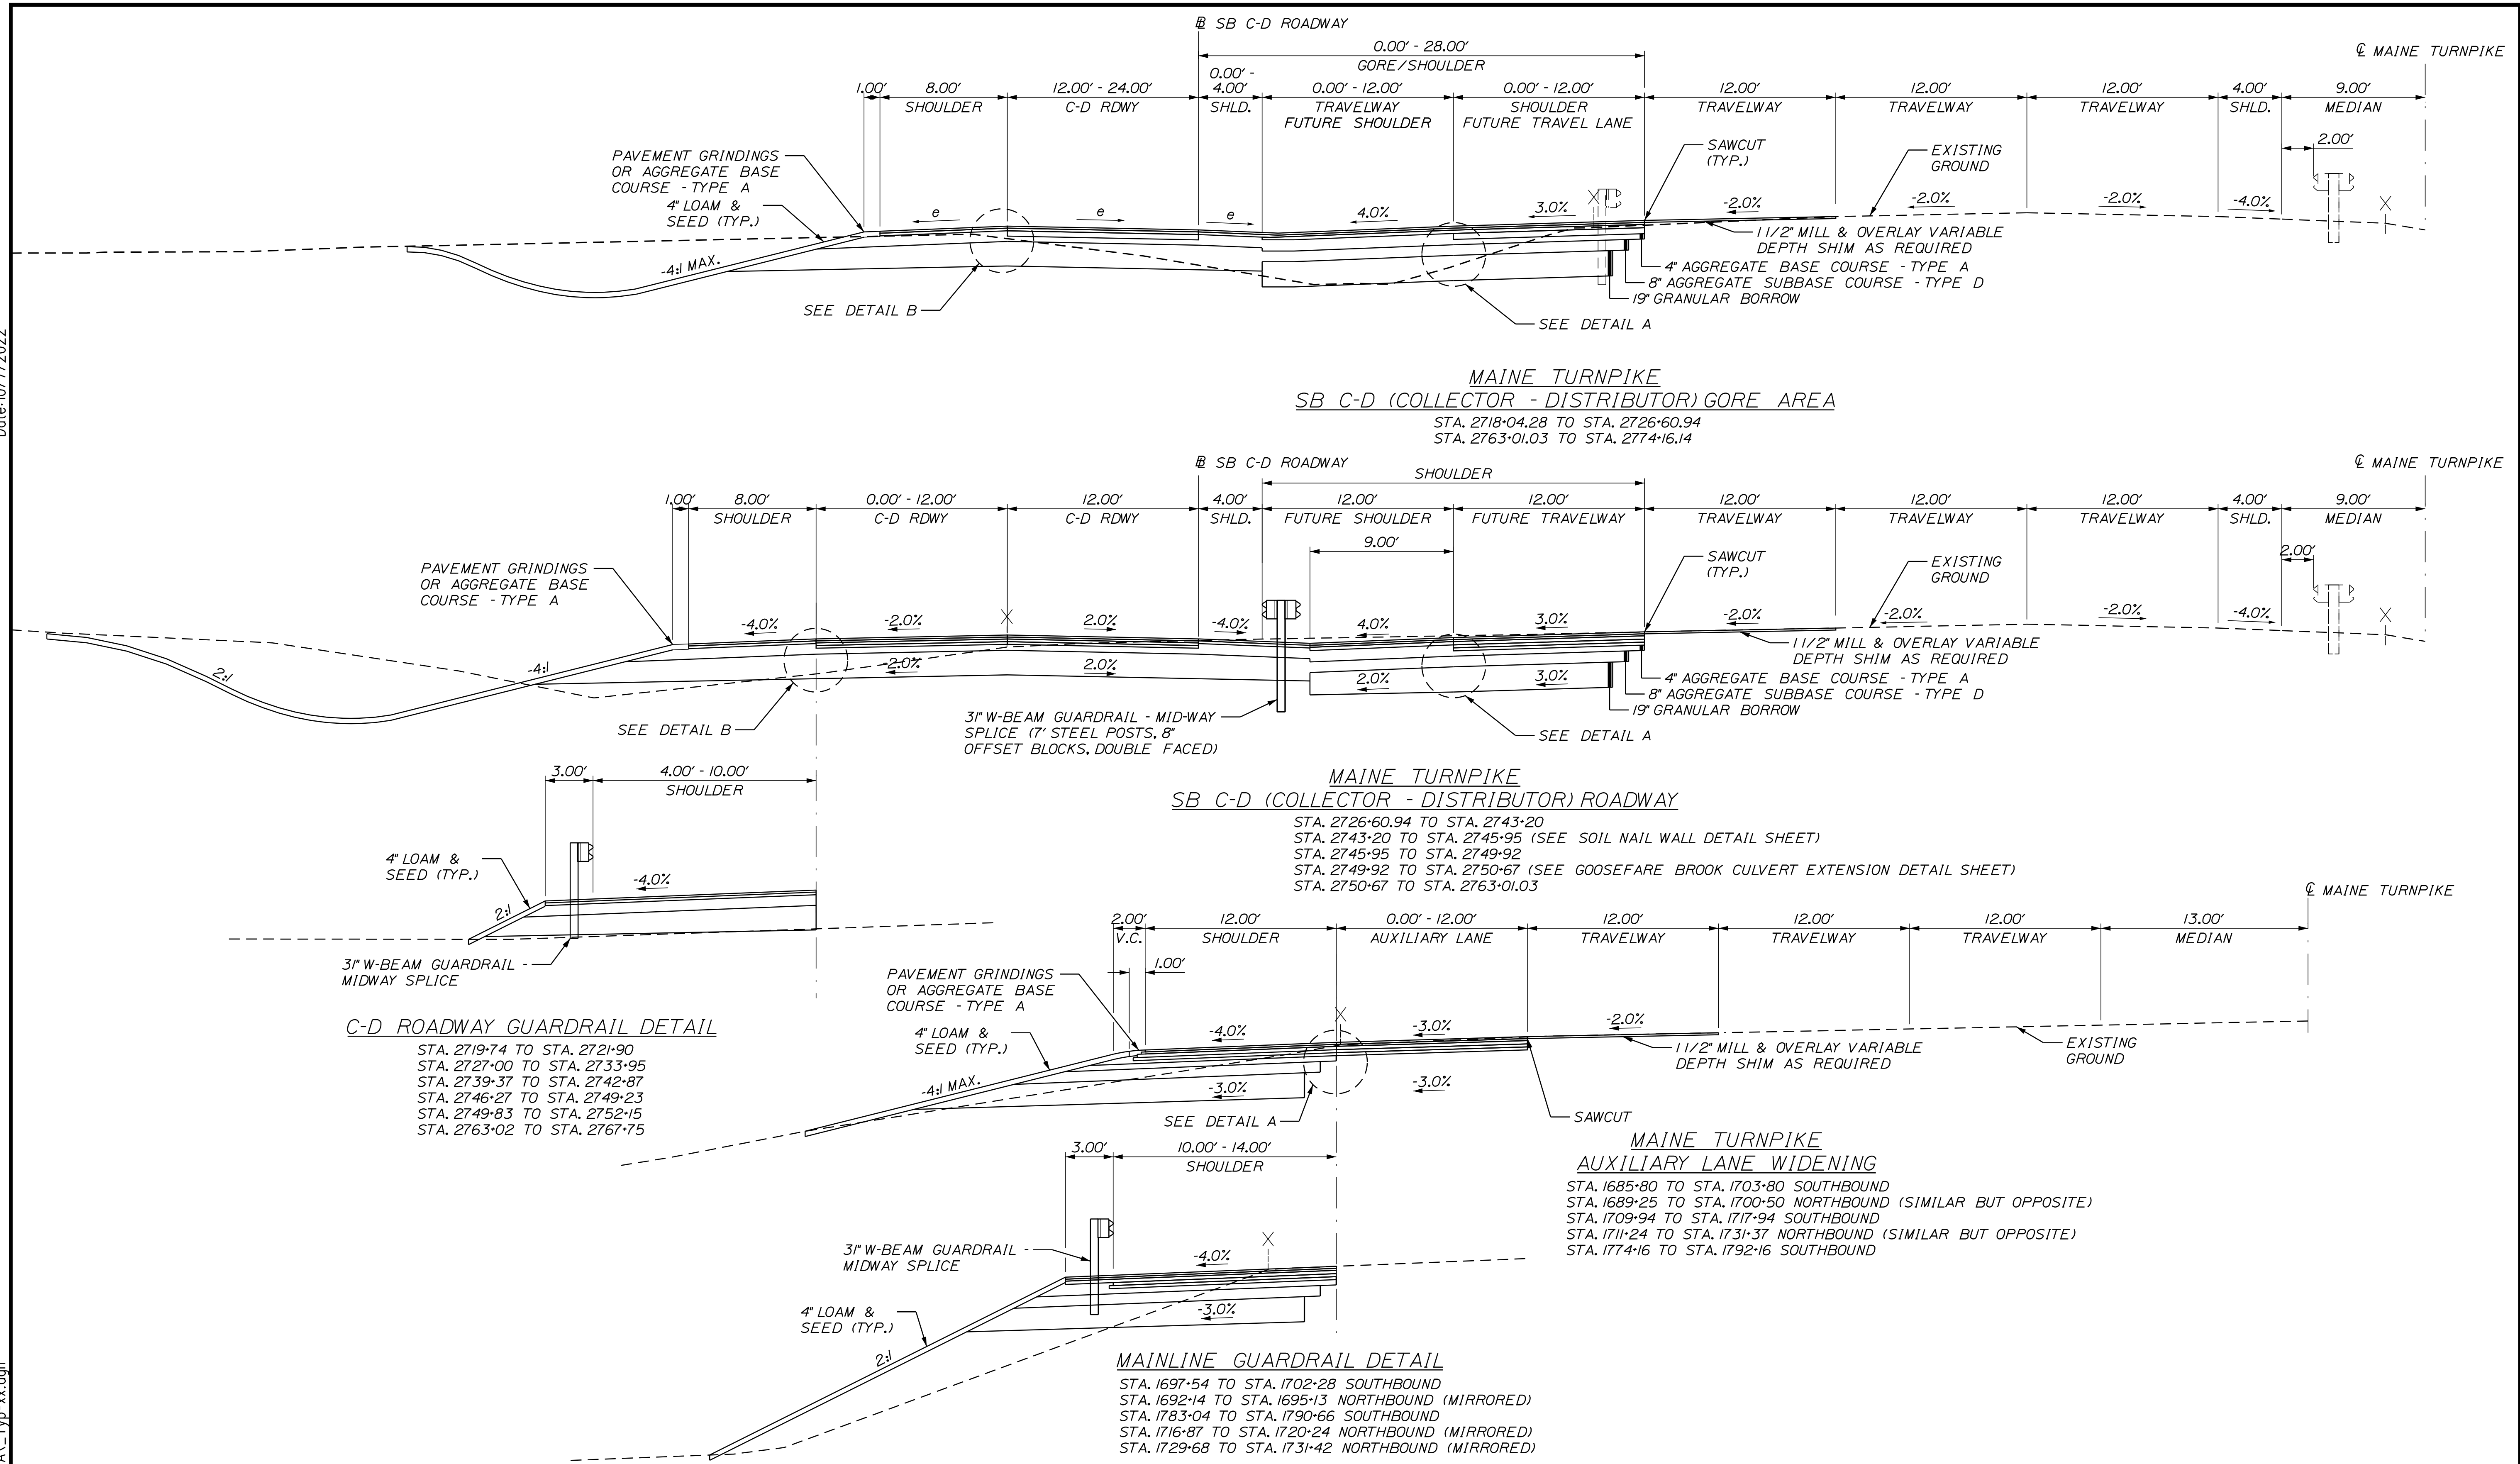 ℄ SB C-D ROADWAY
℄ MAINE TURNPIKE
0.00' - 28.00'
GORE/SHOULDER
1.00' 8.00' 12.00' - 24.00' 0.00' - 4.00' 0.00' - 12.00' 0.00' - 12.00' 12.00' 12.00' 12.00' 4.00' 9.00'
SHOULDER C-D RDWY SHLD. TRAVELWAY SHOULDER TRAVELWAY TRAVELWAY TRAVELWAY SHLD. MEDIAN
FUTURE SHOULDER FUTURE TRAVEL LANE
2.00'
PAVEMENT GRINDINGS
OR AGGREGATE BASE
COURSE - TYPE A
4" LOAM &
SEED (TYP.)
SAWCUT
(TYP.)
EXISTING
GROUND
e e e 4.0% 3.0% -2.0% -2.0% -2.0% -4.0%
X X
-4:1 MAX.
1 1/2" MILL & OVERLAY VARIABLE
DEPTH SHIM AS REQUIRED
4" AGGREGATE BASE COURSE - TYPE A
8" AGGREGATE SUBBASE COURSE - TYPE D
19" GRANULAR BORROW
SEE DETAIL B
SEE DETAIL A
MAINE TURNPIKE
SB C-D (COLLECTOR - DISTRIBUTOR) GORE AREA
STA. 2718+04.28 TO STA. 2726+60.94
STA. 2763+01.03 TO STA. 2774+16.14
℄ SB C-D ROADWAY
℄ MAINE TURNPIKE
SHOULDER
1.00' 8.00' 0.00' - 12.00' 12.00' 4.00' 12.00' 12.00' 12.00' 12.00' 12.00' 4.00' 9.00'
SHOULDER C-D RDWY C-D RDWY SHLD. FUTURE SHOULDER FUTURE TRAVELWAY TRAVELWAY TRAVELWAY TRAVELWAY SHLD. MEDIAN
9.00'
2.00'
PAVEMENT GRINDINGS
OR AGGREGATE BASE
COURSE - TYPE A
SAWCUT
(TYP.)
EXISTING
GROUND
-4.0% -2.0% X 2.0% -4.0% 4.0% 3.0% -2.0% -2.0% -2.0% -4.0% X
2:1 -4:1 -2.0% 2.0% 2.0% 3.0%
1 1/2" MILL & OVERLAY VARIABLE
DEPTH SHIM AS REQUIRED
4" AGGREGATE BASE COURSE - TYPE A
8" AGGREGATE SUBBASE COURSE - TYPE D
19" GRANULAR BORROW
SEE DETAIL B
31" W-BEAM GUARDRAIL - MID-WAY
SPLICE (7' STEEL POSTS, 8"
OFFSET BLOCKS, DOUBLE FACED)
SEE DETAIL A
MAINE TURNPIKE
SB C-D (COLLECTOR - DISTRIBUTOR) ROADWAY
STA. 2726+60.94 TO STA. 2743+20
STA. 2743+20 TO STA. 2745+95 (SEE SOIL NAIL WALL DETAIL SHEET)
STA. 2745+95 TO STA. 2749+92
STA. 2749+92 TO STA. 2750+67 (SEE GOOSEFARE BROOK CULVERT EXTENSION DETAIL SHEET)
STA. 2750+67 TO STA. 2763+01.03
3.00' 4.00' - 10.00'
SHOULDER
4" LOAM &
SEED (TYP.)
-4.0%
2:1
31" W-BEAM GUARDRAIL -
MIDWAY SPLICE
C-D ROADWAY GUARDRAIL DETAIL
STA. 2719+74 TO STA. 2721+90
STA. 2727+00 TO STA. 2733+95
STA. 2739+37 TO STA. 2742+87
STA. 2746+27 TO STA. 2749+23
STA. 2749+83 TO STA. 2752+15
STA. 2763+02 TO STA. 2767+75
℄ MAINE TURNPIKE
2.00' 12.00' 0.00' - 12.00' 12.00' 12.00' 12.00' 13.00'
V.C. SHOULDER AUXILIARY LANE TRAVELWAY TRAVELWAY TRAVELWAY MEDIAN
1.00'
PAVEMENT GRINDINGS
OR AGGREGATE BASE
COURSE - TYPE A
4" LOAM &
SEED (TYP.)
-4.0% X -3.0% -2.0%
-4:1 MAX. -3.0% -3.0%
1 1/2" MILL & OVERLAY VARIABLE
DEPTH SHIM AS REQUIRED
EXISTING
GROUND
SEE DETAIL A
SAWCUT
MAINE TURNPIKE
AUXILIARY LANE WIDENING
STA. 1685+80 TO STA. 1703+80 SOUTHBOUND
STA. 1689+25 TO STA. 1700+50 NORTHBOUND (SIMILAR BUT OPPOSITE)
STA. 1709+94 TO STA. 1717+94 SOUTHBOUND
STA. 1711+24 TO STA. 1731+37 NORTHBOUND (SIMILAR BUT OPPOSITE)
STA. 1774+16 TO STA. 1792+16 SOUTHBOUND
3.00' 10.00' - 14.00'
SHOULDER
31" W-BEAM GUARDRAIL -
MIDWAY SPLICE
X
-4.0%
4" LOAM &
SEED (TYP.)
-3.0%
2:1
MAINLINE GUARDRAIL DETAIL
STA. 1697+54 TO STA. 1702+28 SOUTHBOUND
STA. 1692+14 TO STA. 1695+13 NORTHBOUND (MIRRORED)
STA. 1783+04 TO STA. 1790+66 SOUTHBOUND
STA. 1716+87 TO STA. 1720+24 NORTHBOUND (MIRRORED)
STA. 1729+68 TO STA. 1731+42 NORTHBOUND (MIRRORED)